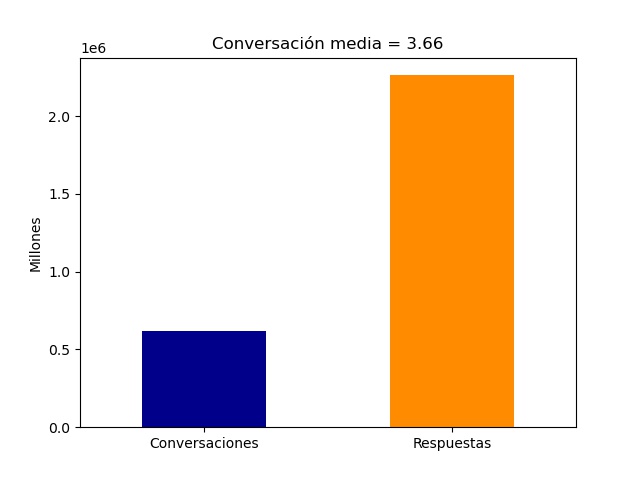 Conversación media = 3.66
1e6
Millones
2.0
1.5
1.0
0.5
0.0
Conversaciones
Respuestas